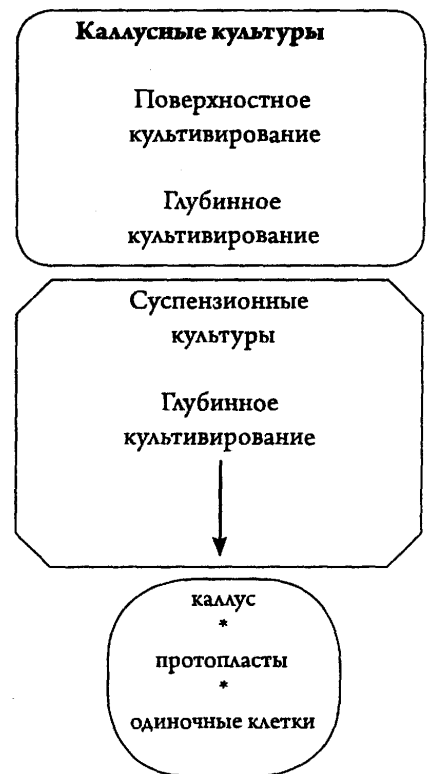 Каллусные культуры
Поверхностное
культивирование
Глубинное
культивирование
Суспензионные
культуры
Глубинное
культивирование
каллус
*
протопласты
*
одиночные клетки